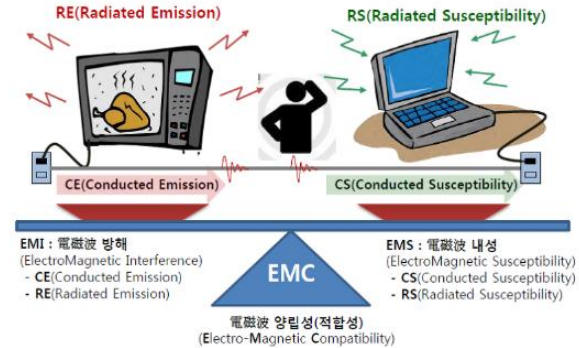 RE(Radiated Emission)
RS(Radiated Susceptibility)
CE(Conducted Emission)
CS(Conducted Susceptibility)
EMI : 電磁波 방해
(ElectroMagnetic Interference)
- CE(Conducted Emission)
- RE(Radiated Emission)
EMC
EMS : 電磁波 내성
(ElectroMagnetic Susceptibility)
- CS(Conducted Susceptibility)
- RS(Radiated Susceptibility)
電磁波 양립성(적합성)
(Electro-Magnetic Compatibility)